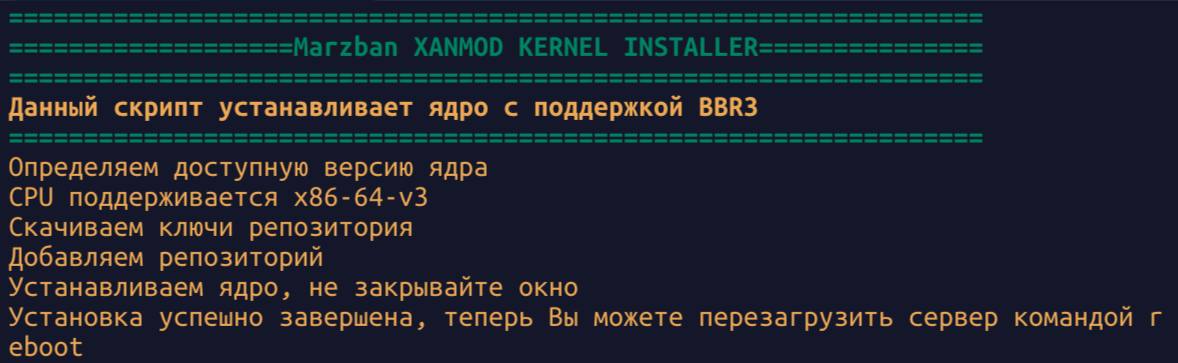 =================================================================
===================Marzban XANMOD KERNEL INSTALLER===============
=================================================================
Данный скрипт устанавливает ядро с поддержкой BBR3
=================================================================
Определяем доступную версию ядра
CPU поддерживается x86-64-v3
Скачиваем ключи репозитория
Добавляем репозиторий
Устанавливаем ядро, не закрывайте окно
Установка успешно завершена, теперь Вы можете перезагрузить сервер командой r
eboot